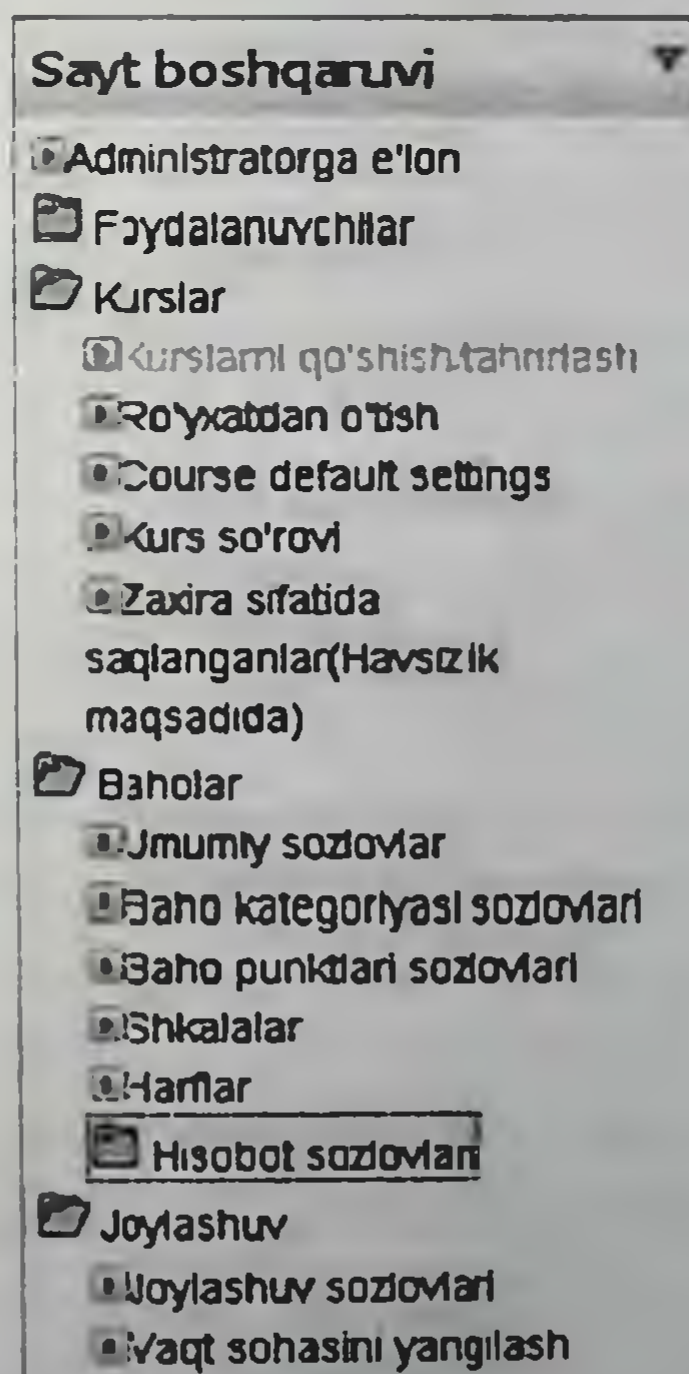 Sayt boshqaruvi
Administratorga e'lon
Foydalanuvchilar
Kurslar
Kurslarni qo'shish.tahrirlash
Ro'yxatdan o'tish
Course default settings
Kurs so'rovi
Zaxira sifatida
saqlanganlar(Havsizlik
maqsadida)
Baholar
Umumiy sozlovlar
Baho kategoriyasi sozlovlari
Baho punktlari sozlovlari
Shkalalar
Harflar
Hisobot sozlovlari
Joylashuv
Joylashuv sozlovlari
Vaqt sohasini yangilash